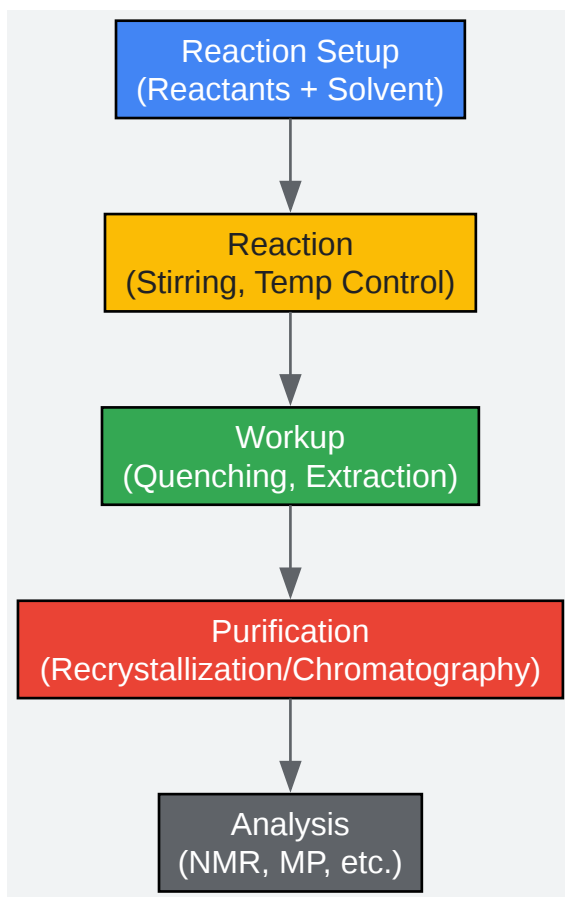 Reaction Setup
(Reactants + Solvent)
Reaction
(Stirring, Temp Control)
Workup
(Quenching, Extraction)
Purification
(Recrystallization/Chromatography)
Analysis
(NMR, MP, etc.)